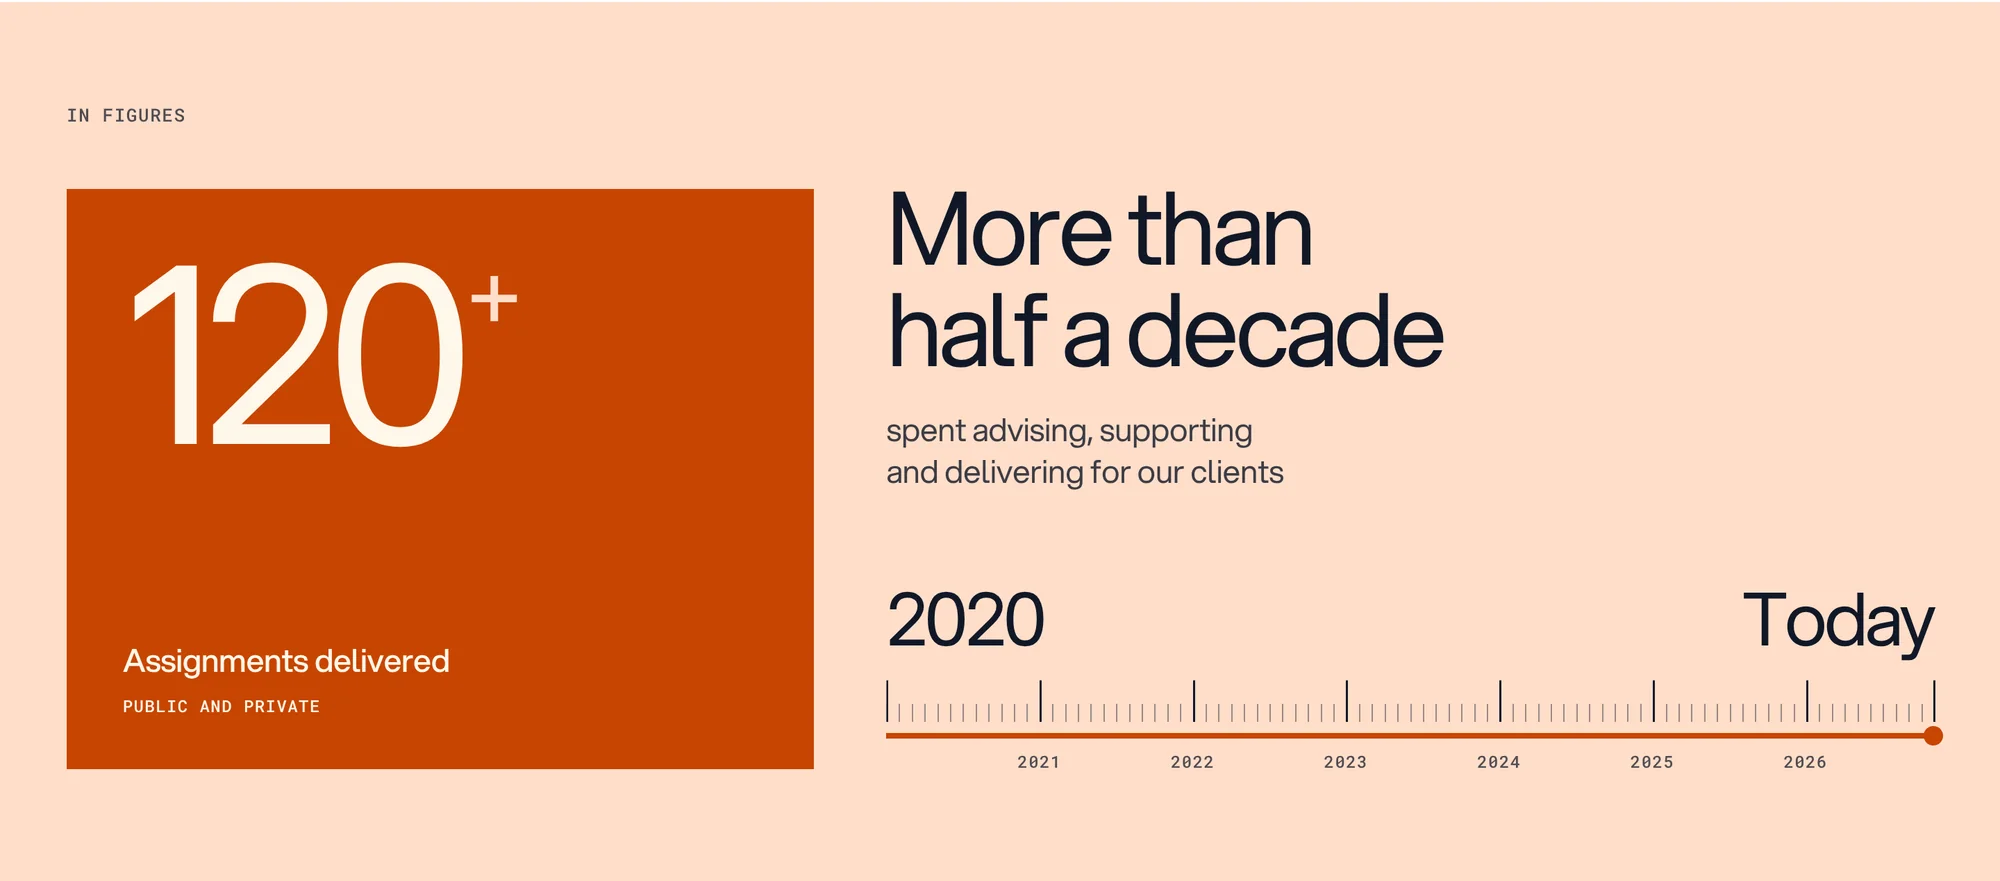 IN FIGURES
120+
Assignments delivered
PUBLIC AND PRIVATE
More than
half a decade
spent advising, supporting
and delivering for our clients
2020
Today
2021
2022
2023
2024
2025
2026